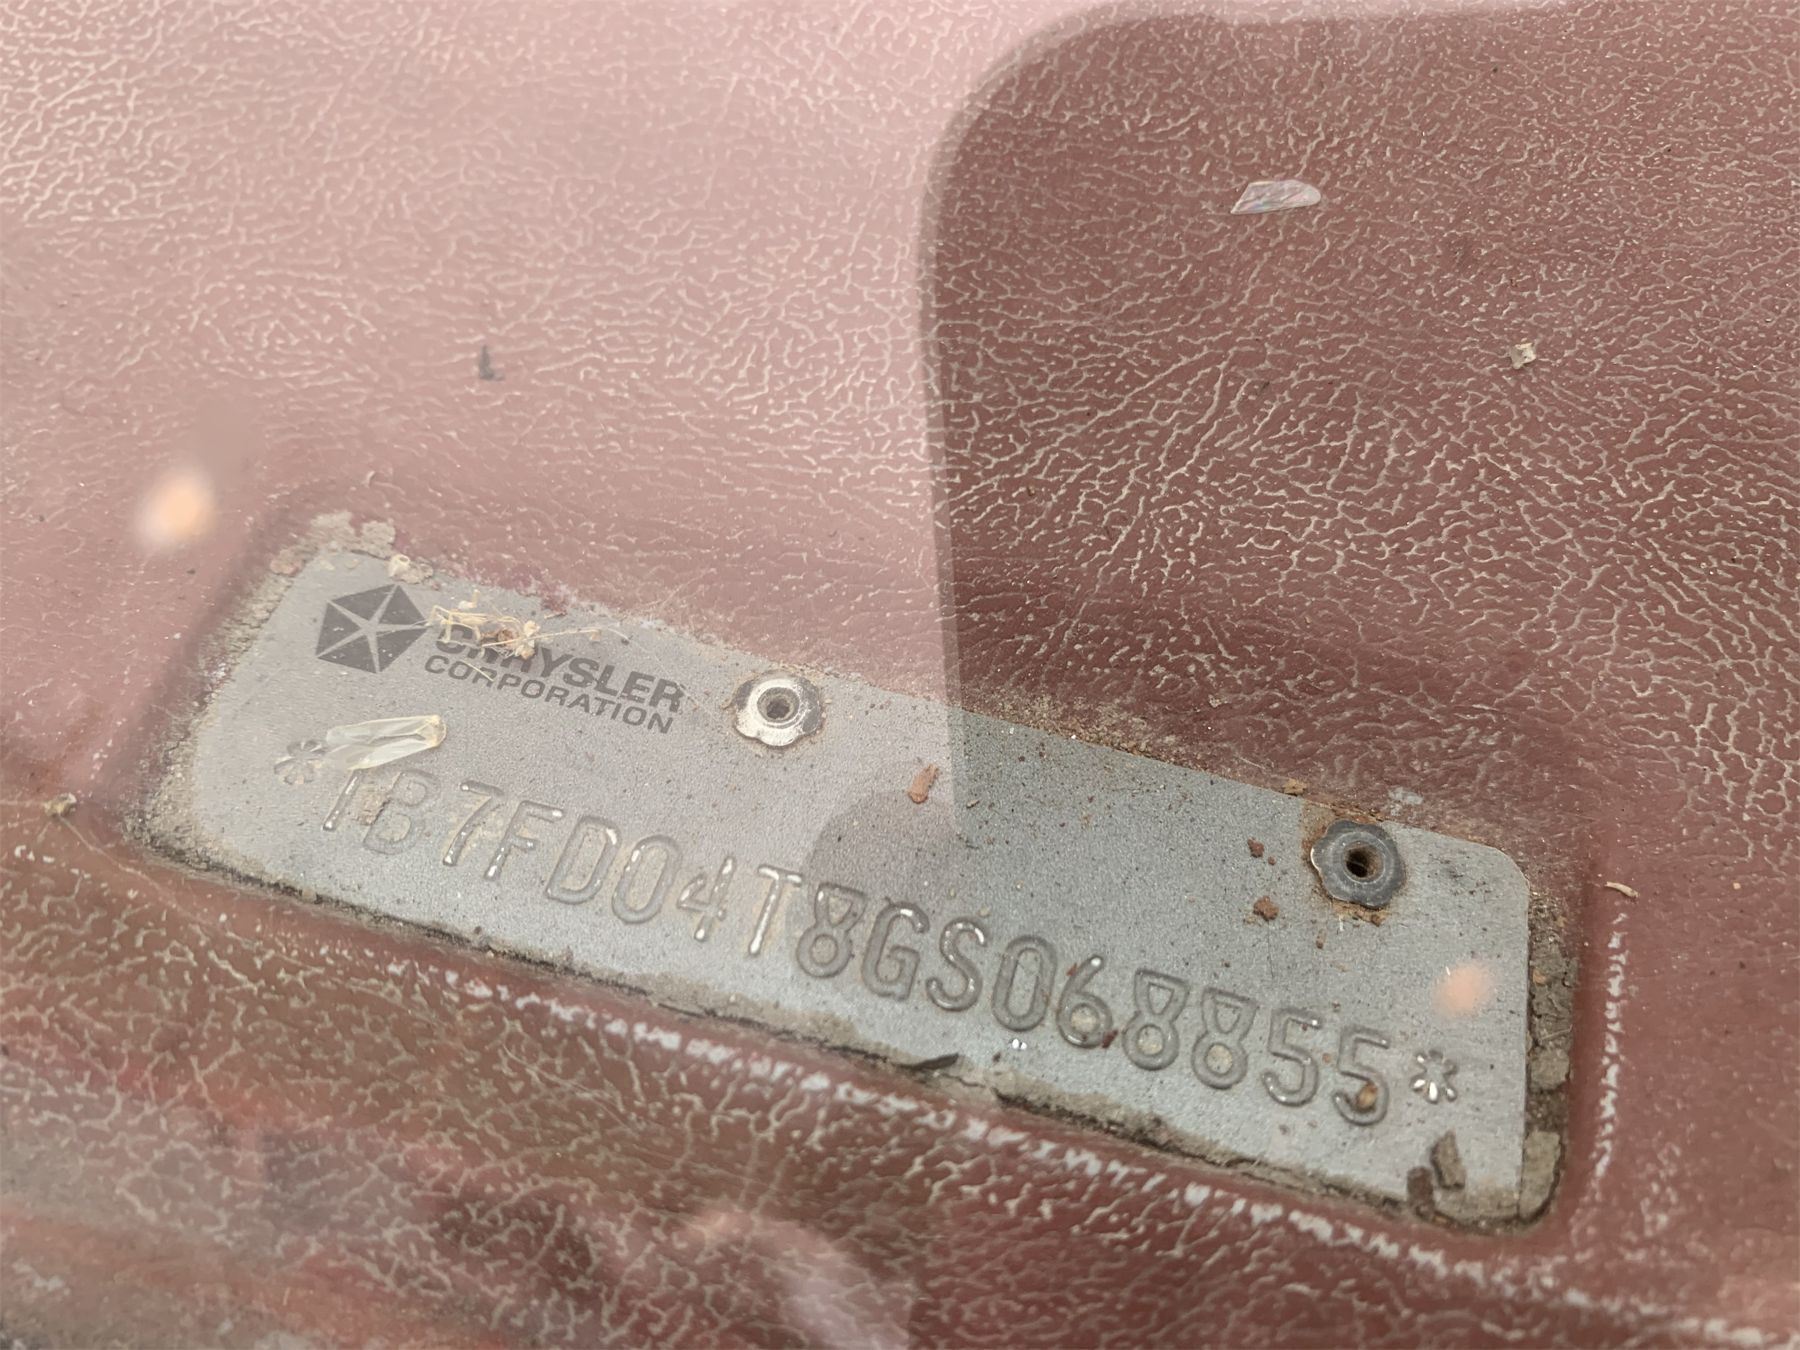 CHRYSLER
CORPORATION
*1B7FD04T8GS068855*